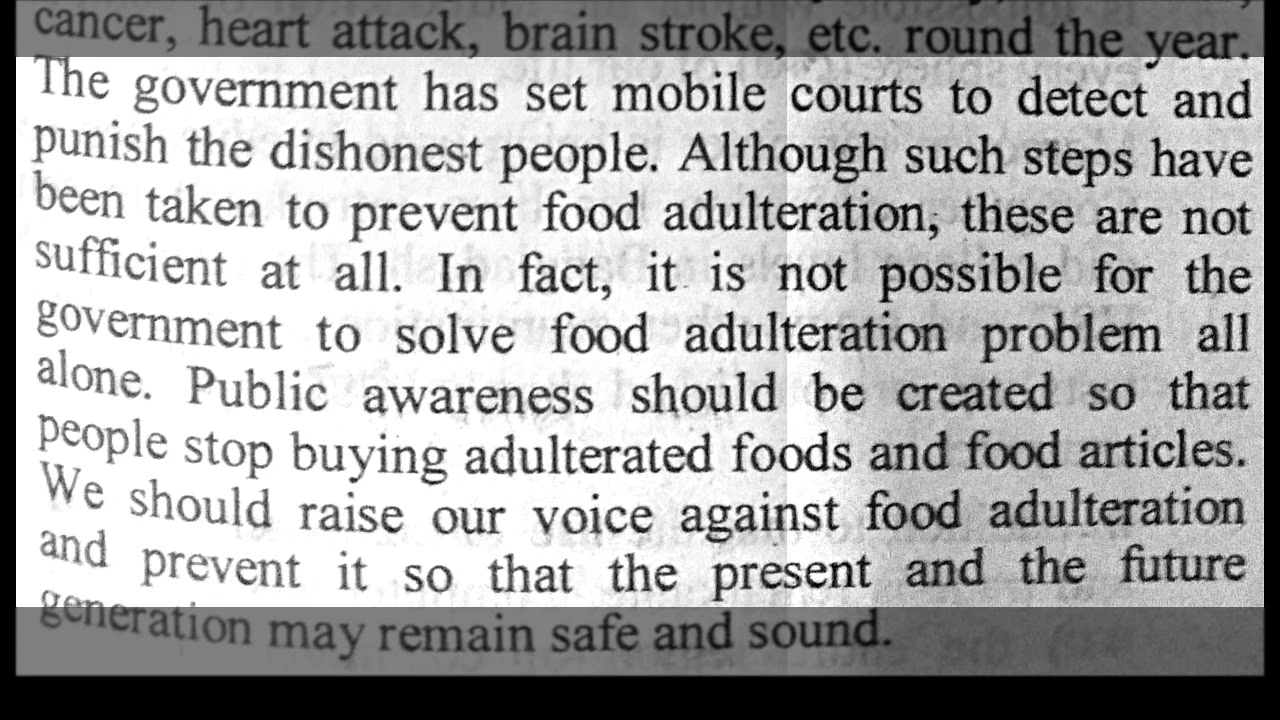 cancer, heart attack, brain stroke, etc. round the year.
The government has set mobile courts to detect and
punish the dishonest people. Although such steps have
been taken to prevent food adulteration, these are not
sufficient at all. In fact, it is not possible for the
government to solve food adulteration problem all
alone. Public awareness should be created so that
people stop buying adulterated foods and food articles.
We should raise our voice against food adulteration
and prevent it so that the present and the future
generation may remain safe and sound.